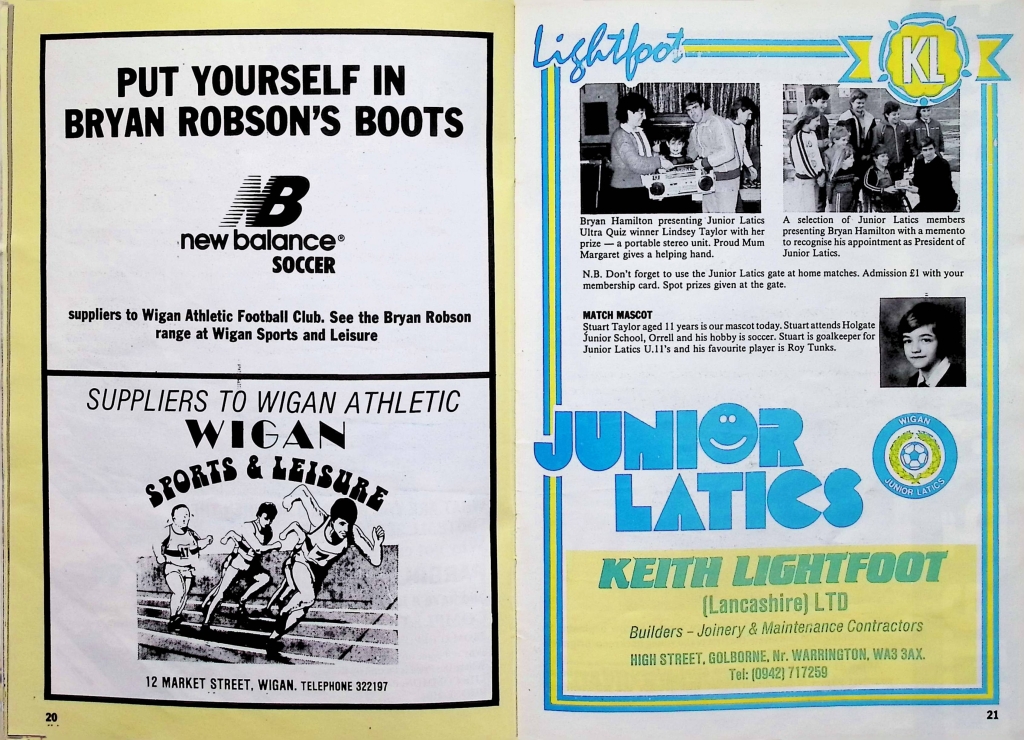 PUT YOURSELF IN
BRYAN ROBSON'S BOOTS
NB
new balance®
SOCCER
suppliers to Wigan Athletic Football Club. See the Bryan Robson
range at Wigan Sports and Leisure
SUPPLIERS TO WIGAN ATHLETIC
WIGAN
SPORTS & LEISURE
12 MARKET STREET, WIGAN. TELEPHONE 322197
20
Lightfoot
KL
Bryan Hamilton presenting Junior Latics
Ultra Quiz winner Lindsey Taylor with her
prize — a portable stereo unit. Proud Mum
Margaret gives a helping hand.
A selection of Junior Latics members
presenting Bryan Hamilton with a memento
to recognise his appointment as President of
Junior Latics.
N.B. Don't forget to use the Junior Latics gate at home matches. Admission £1 with your
membership card. Spot prizes given at the gate.
MATCH MASCOT
Stuart Taylor aged 11 years is our mascot today. Stuart attends Holgate
Junior School, Orrell and his hobby is soccer. Stuart is goalkeeper for
Junior Latics U.11's and his favourite player is Roy Tunks.
JUNIOR
LATICS
WIGAN
JUNIOR LATICS
KEITH LIGHTFOOT
(Lancashire) LTD
Builders - Joinery & Maintenance Contractors
HIGH STREET, GOLBORNE, Nr. WARRINGTON, WA3 3AX.
Tel: (0942) 717259
21